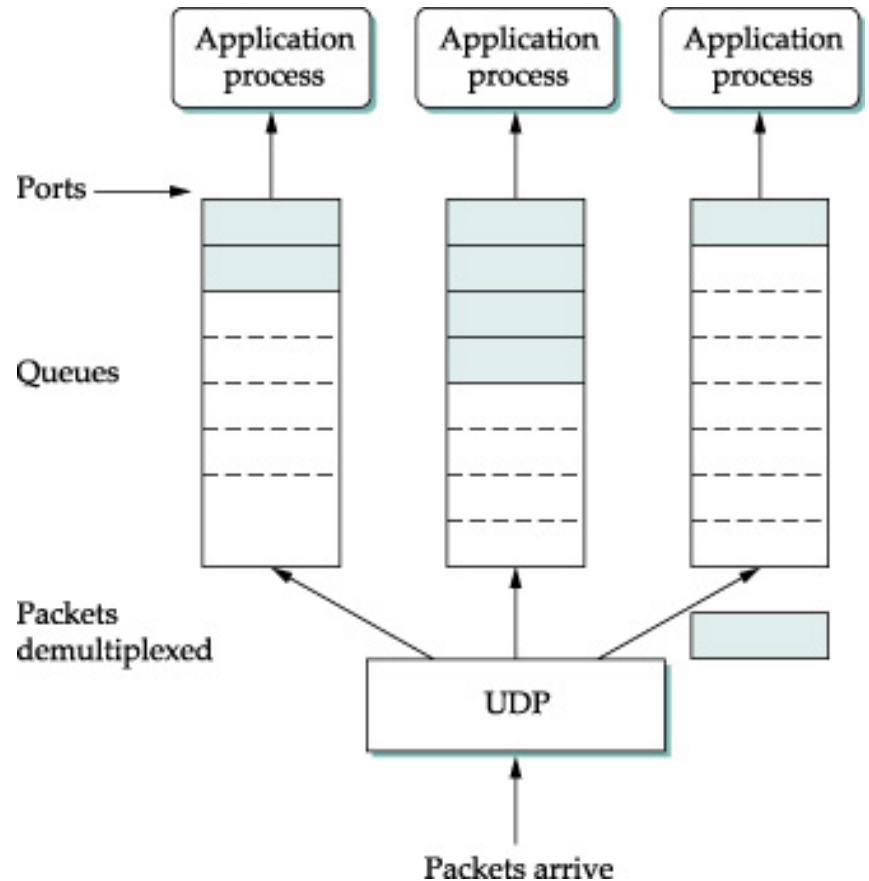 Application
process
Application
process
Application
process
Ports
Queues
Packets
demultiplexed
UDP
Packets arrive